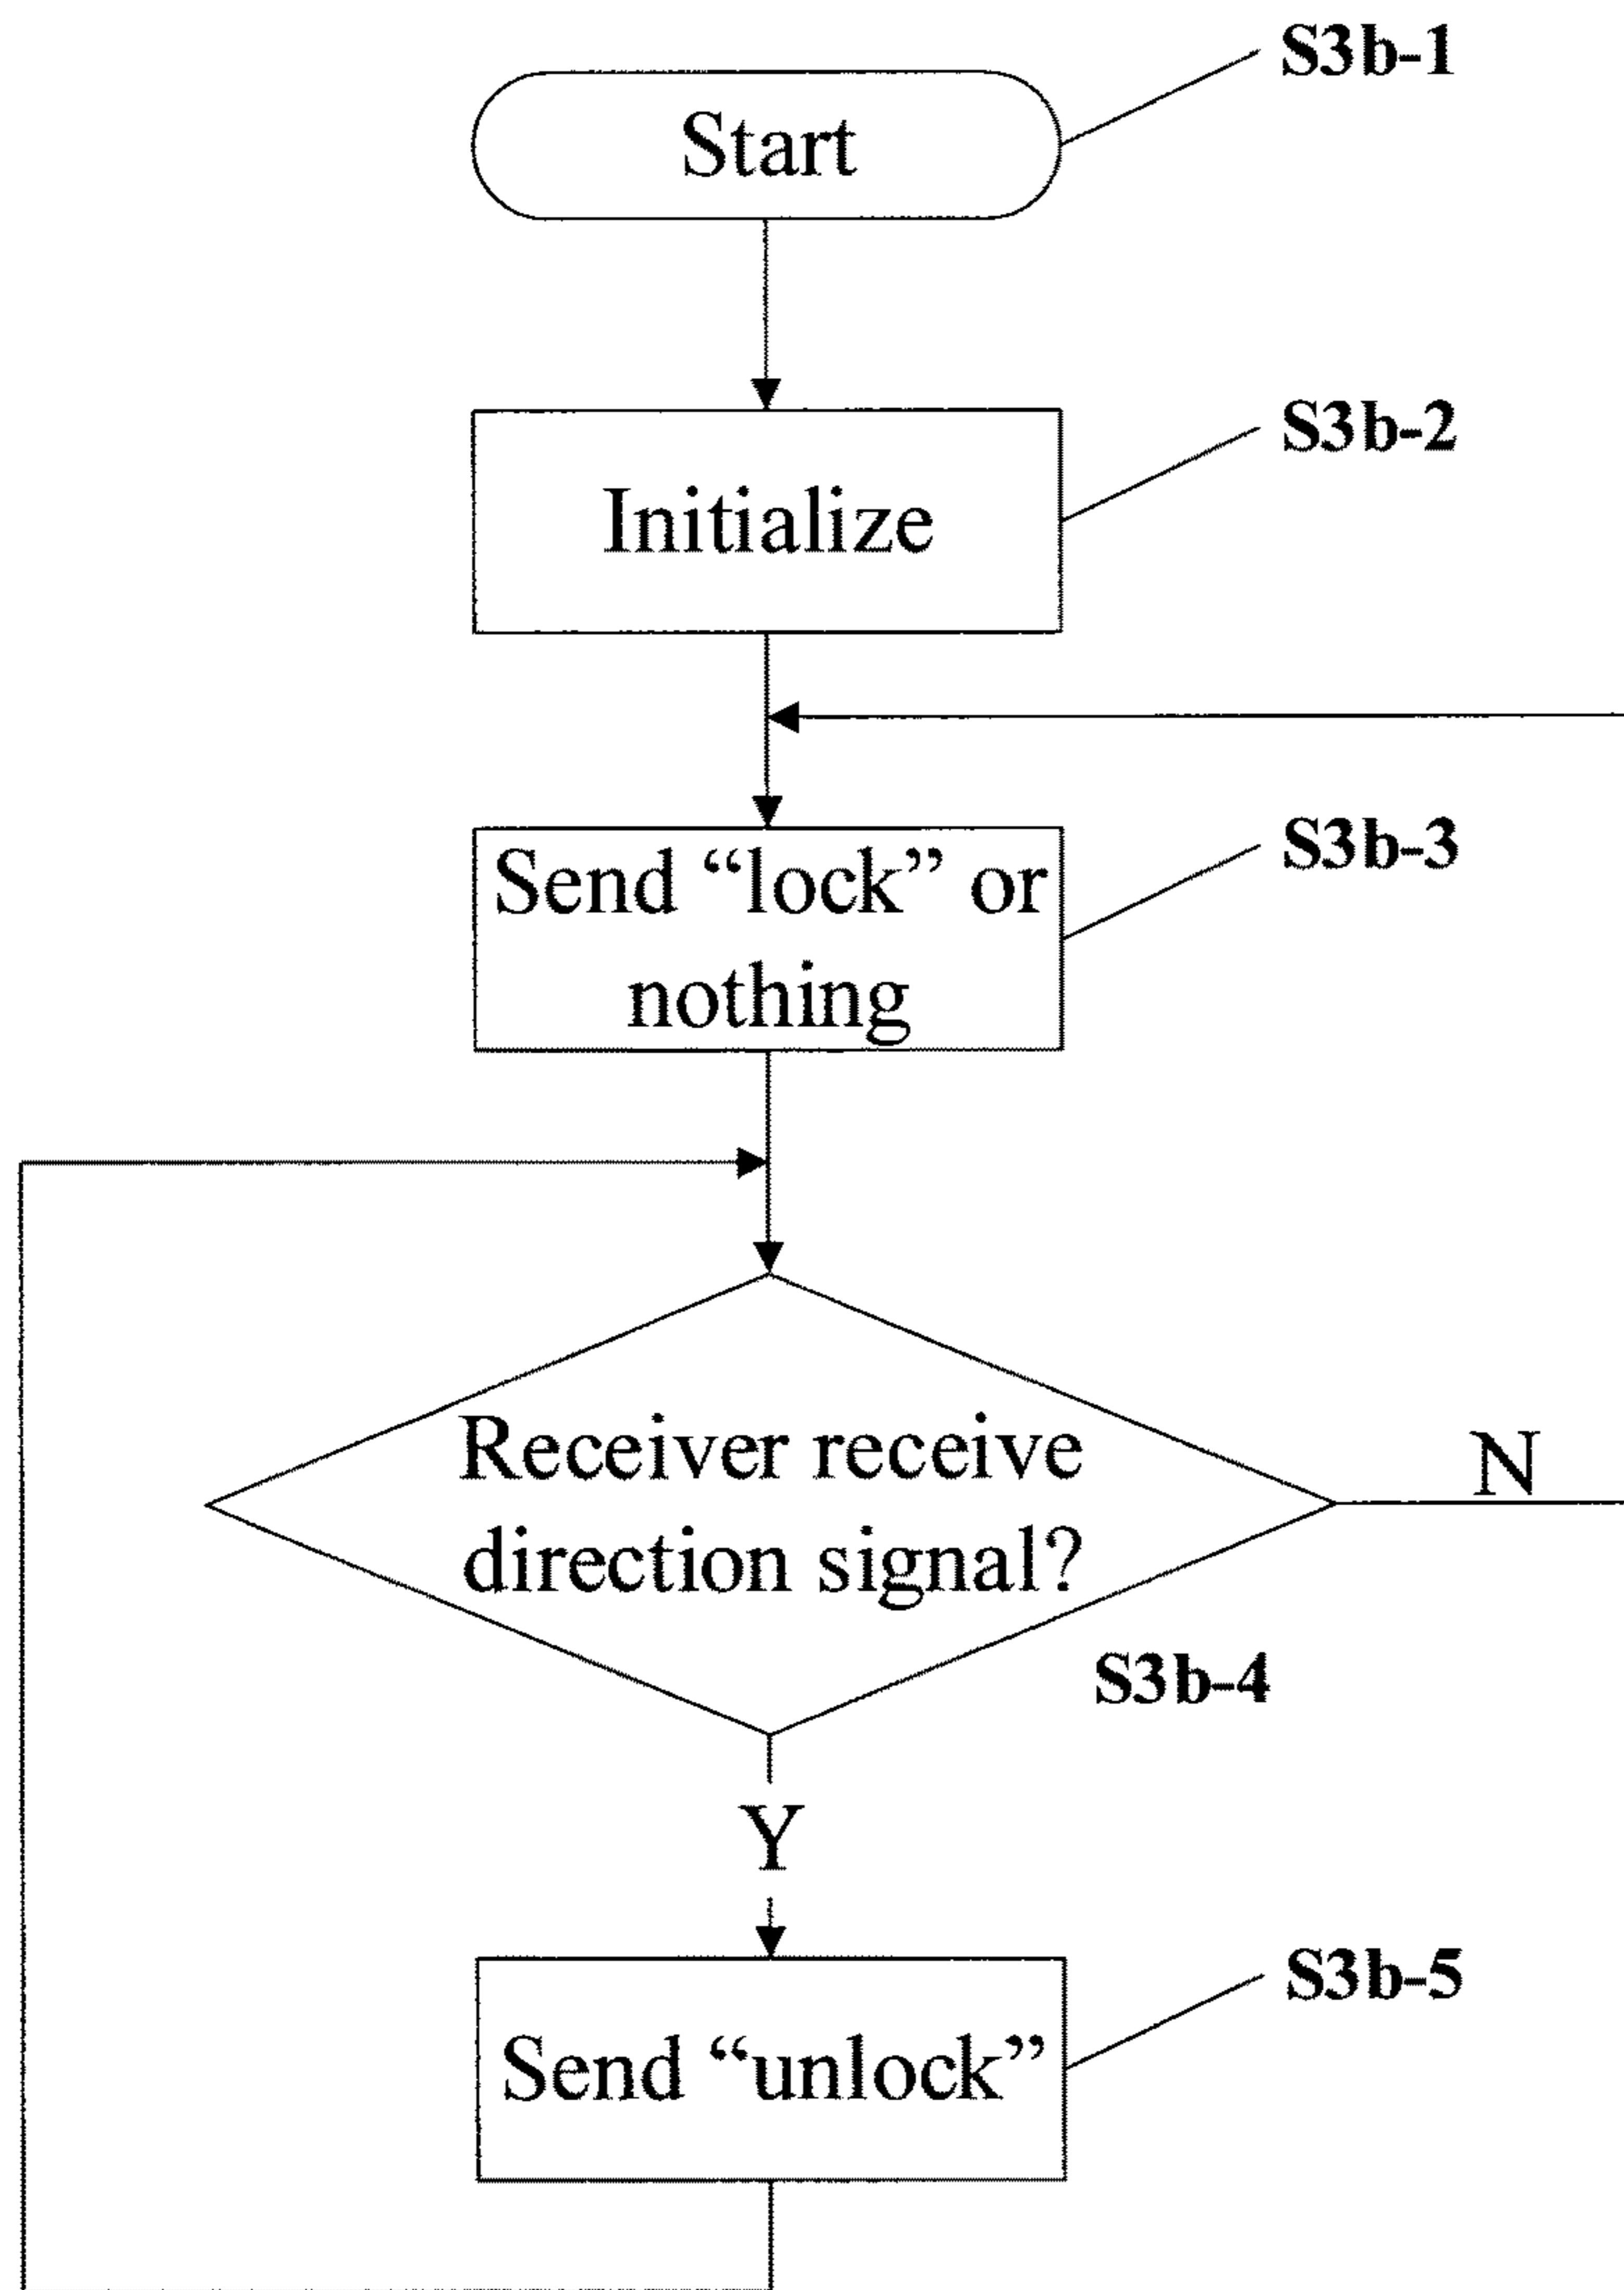 S3b-1
Start
S3b-2
Initialize
S3b-3
Send “lock” or
nothing
Receiver receive
direction signal?
N
S3b-4
Y
S3b-5
Send “unlock”